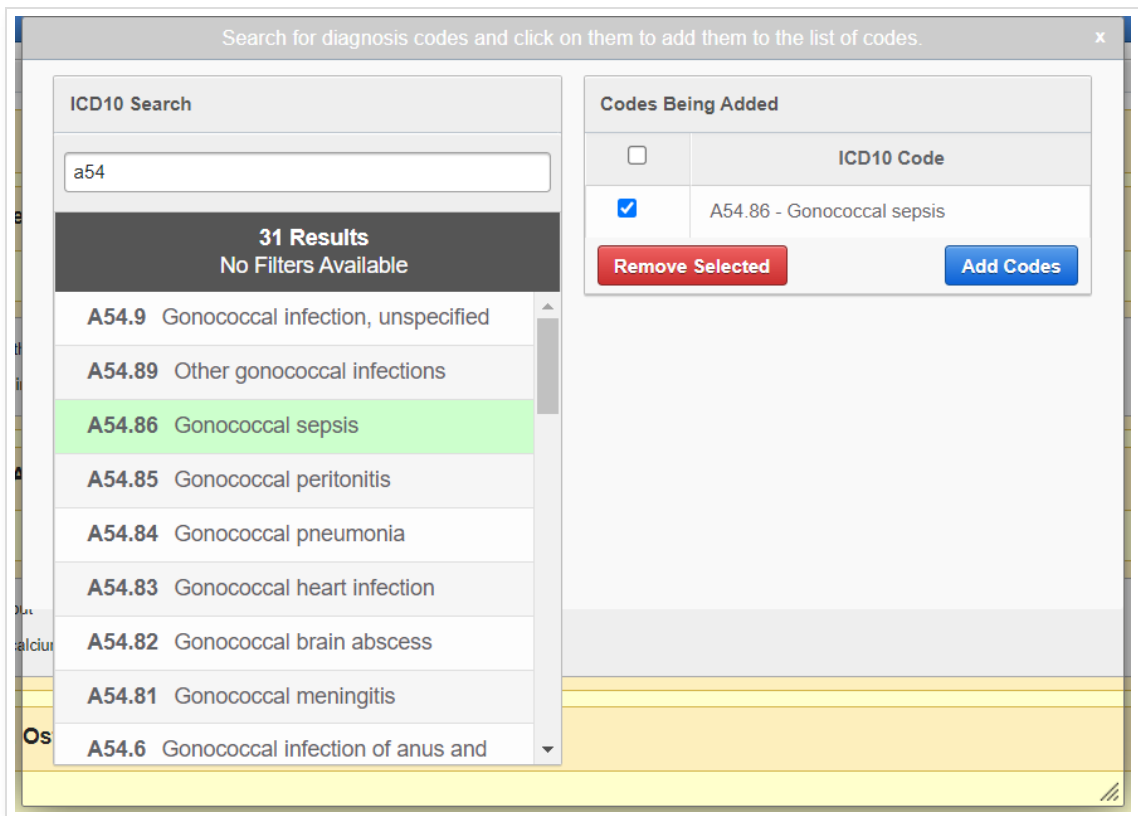 Search for diagnosis codes and click on them to add them to the list of codes.
x
ICD10 Search
a54
31 Results
No Filters Available
A54.9 Gonococcal infection, unspecified
A54.89 Other gonococcal infections
A54.86 Gonococcal sepsis
A54.85 Gonococcal peritonitis
A54.84 Gonococcal pneumonia
A54.83 Gonococcal heart infection
A54.82 Gonococcal brain abscess
A54.81 Gonococcal meningitis
A54.6 Gonococcal infection of anus and
Codes Being Added
ICD10 Code
A54.86 - Gonococcal sepsis
Remove Selected
Add Codes
Os